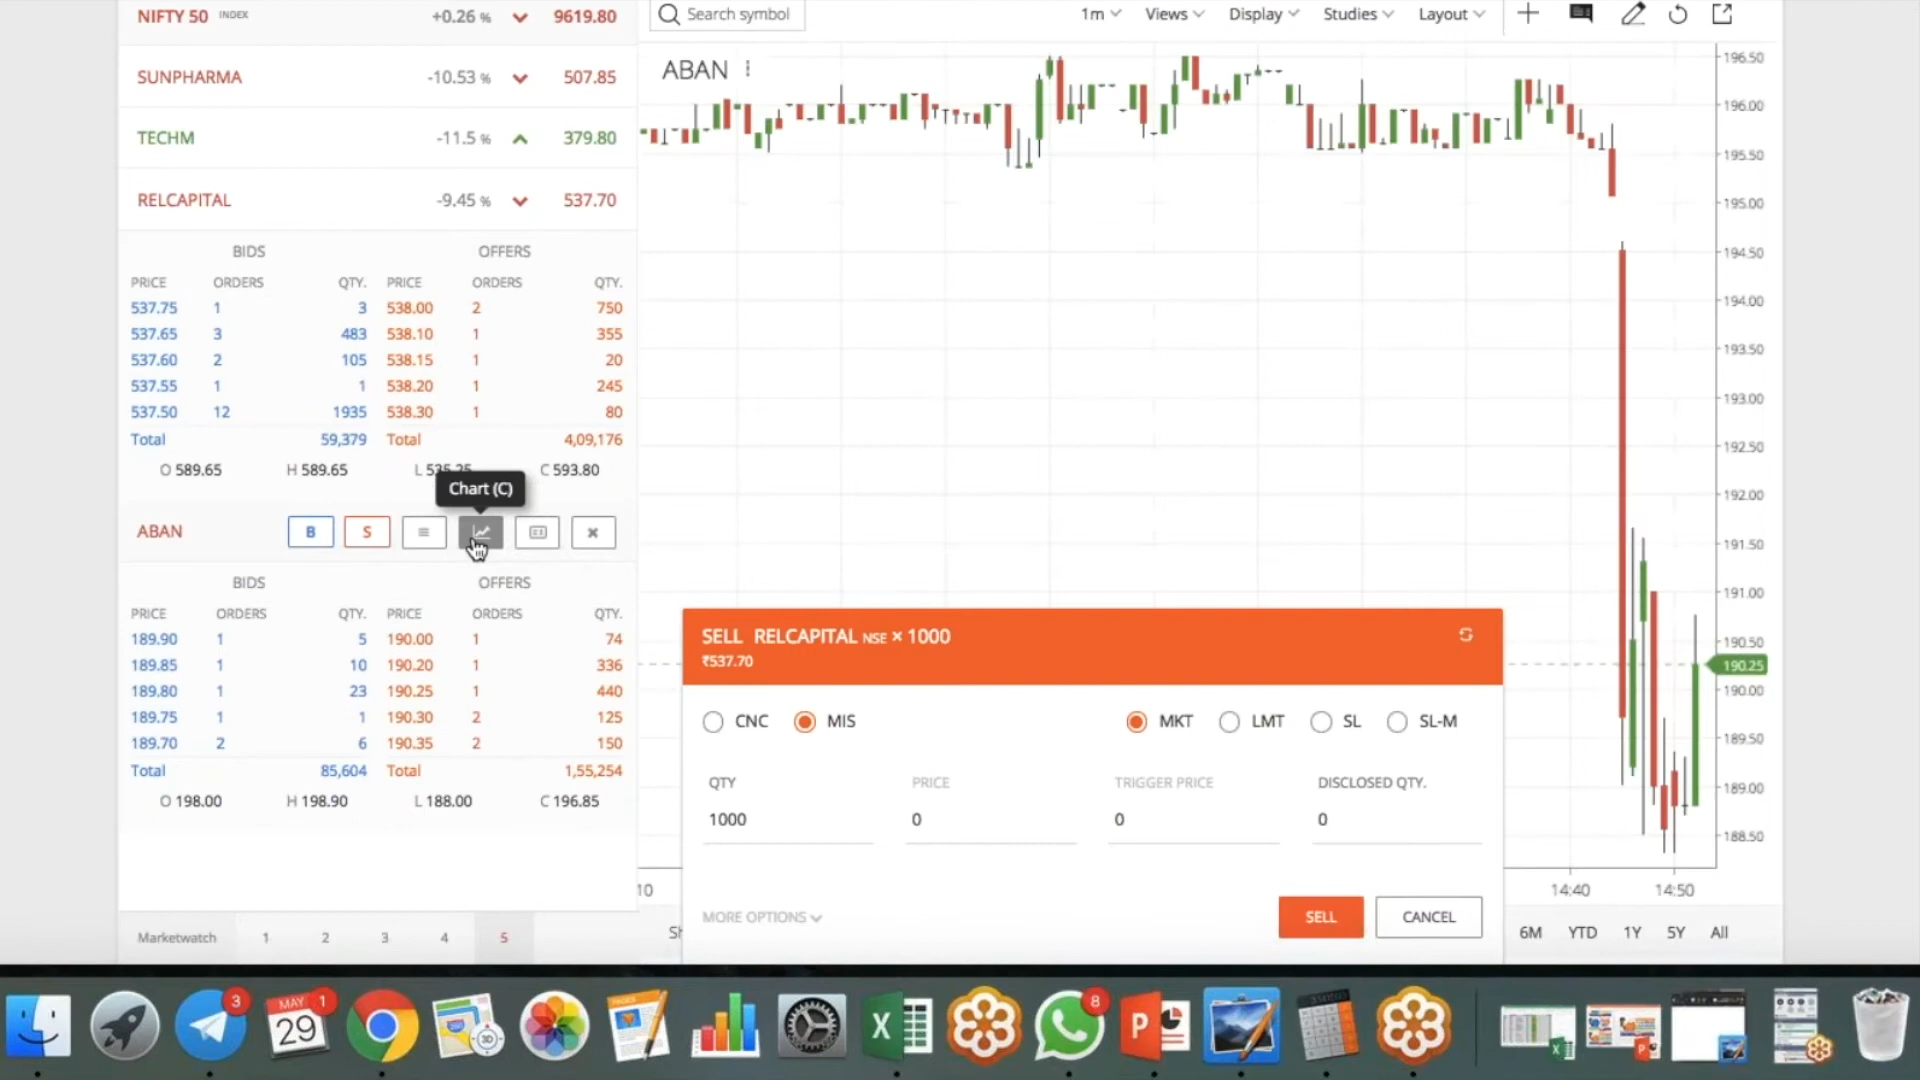 NIFTY 50 INDEX +0.26 % 9619.80
SUNPHARMA -10.53 % 507.85
TECHM -11.5 % 379.80
RELCAPITAL -9.45 % 537.70
BIDS OFFERS
PRICE ORDERS QTY. PRICE ORDERS QTY.
537.75 1 3 538.00 2 750
537.65 3 483 538.10 1 355
537.60 2 105 538.15 1 20
537.55 1 1 538.20 1 245
537.50 12 1935 538.30 1 80
Total 59,379 Total 4,09,176
O 589.65 H 589.65 L 535.25 C 593.80
Chart (C)
ABAN B S
BIDS OFFERS
PRICE ORDERS QTY. PRICE ORDERS QTY.
189.90 1 5 190.00 1 74
189.85 1 10 190.20 1 336
189.80 1 23 190.25 1 440
189.75 1 1 190.30 2 125
189.70 2 6 190.35 2 150
Total 85,604 Total 1,55,254
O 198.00 H 198.90 L 188.00 C 196.85
Marketwatch 1 2 3 4 5
Search symbol 1m Views Display Studies Layout
ABAN
196.50
196.00
195.50
195.00
194.50
194.00
193.50
193.00
192.50
192.00
191.50
191.00
190.50
190.25
190.00
189.50
189.00
188.50
SELL RELCAPITAL NSE × 1000
₹537.70
CNC MIS MKT LMT SL SL-M
QTY PRICE TRIGGER PRICE DISCLOSED QTY.
1000 0 0 0
MORE OPTIONS SELL CANCEL
10 14:40 14:50
6M YTD 1Y 5Y All
3
MAY 1
29
3D
PAGES
X
8
P